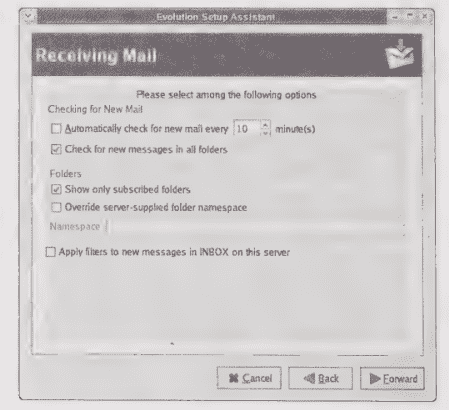 Evolution Setup Assistant
Receiving Mail
Please select among the following options
Checking for New Mail
Automatically check for new mail every 10 minute(s)
Check for new messages in all folders
Folders
Show only subscribed folders
Override server-supplied folder namespace
Namespace
Apply filters to new messages in INBOX on this server
Cancel Back Forward